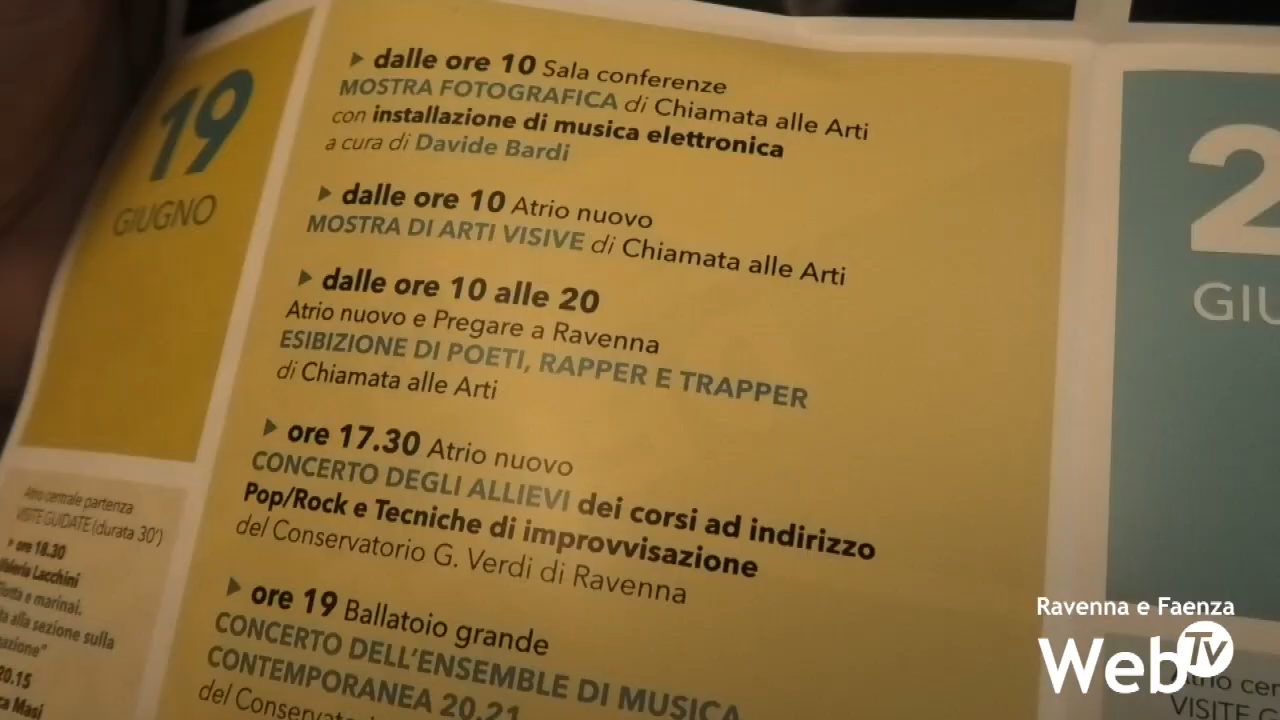 19
GIUGNO
dalle ore 10 Sala conferenze
MOSTRA FOTOGRAFICA di Chiamata alle Arti
con installazione di musica elettronica
a cura di Davide Bardi
dalle ore 10 Atrio nuovo
MOSTRA DI ARTI VISIVE di Chiamata alle Arti
dalle ore 10 alle 20
Atrio nuovo e Pregare a Ravenna
ESIBIZIONE DI POETI, RAPPER E TRAPPER
di Chiamata alle Arti
ore 17.30 Atrio nuovo
CONCERTO DEGLI ALLIEVI dei corsi ad indirizzo
Pop/Rock e Tecniche di improvvisazione
del Conservatorio G. Verdi di Ravenna
ore 19 Ballatoio grande
CONCERTO DELL'ENSEMBLE DI MUSICA
CONTEMPORANEA 20.21
del
Atrio centrale partenza
VISITE GUIDATE (durata 30')
ore 18.30
Lacchini
e marinai.
alla sezione sulla
20.15
Masi
2
GIU
VISITE
Ravenna e Faenza
Web Tv